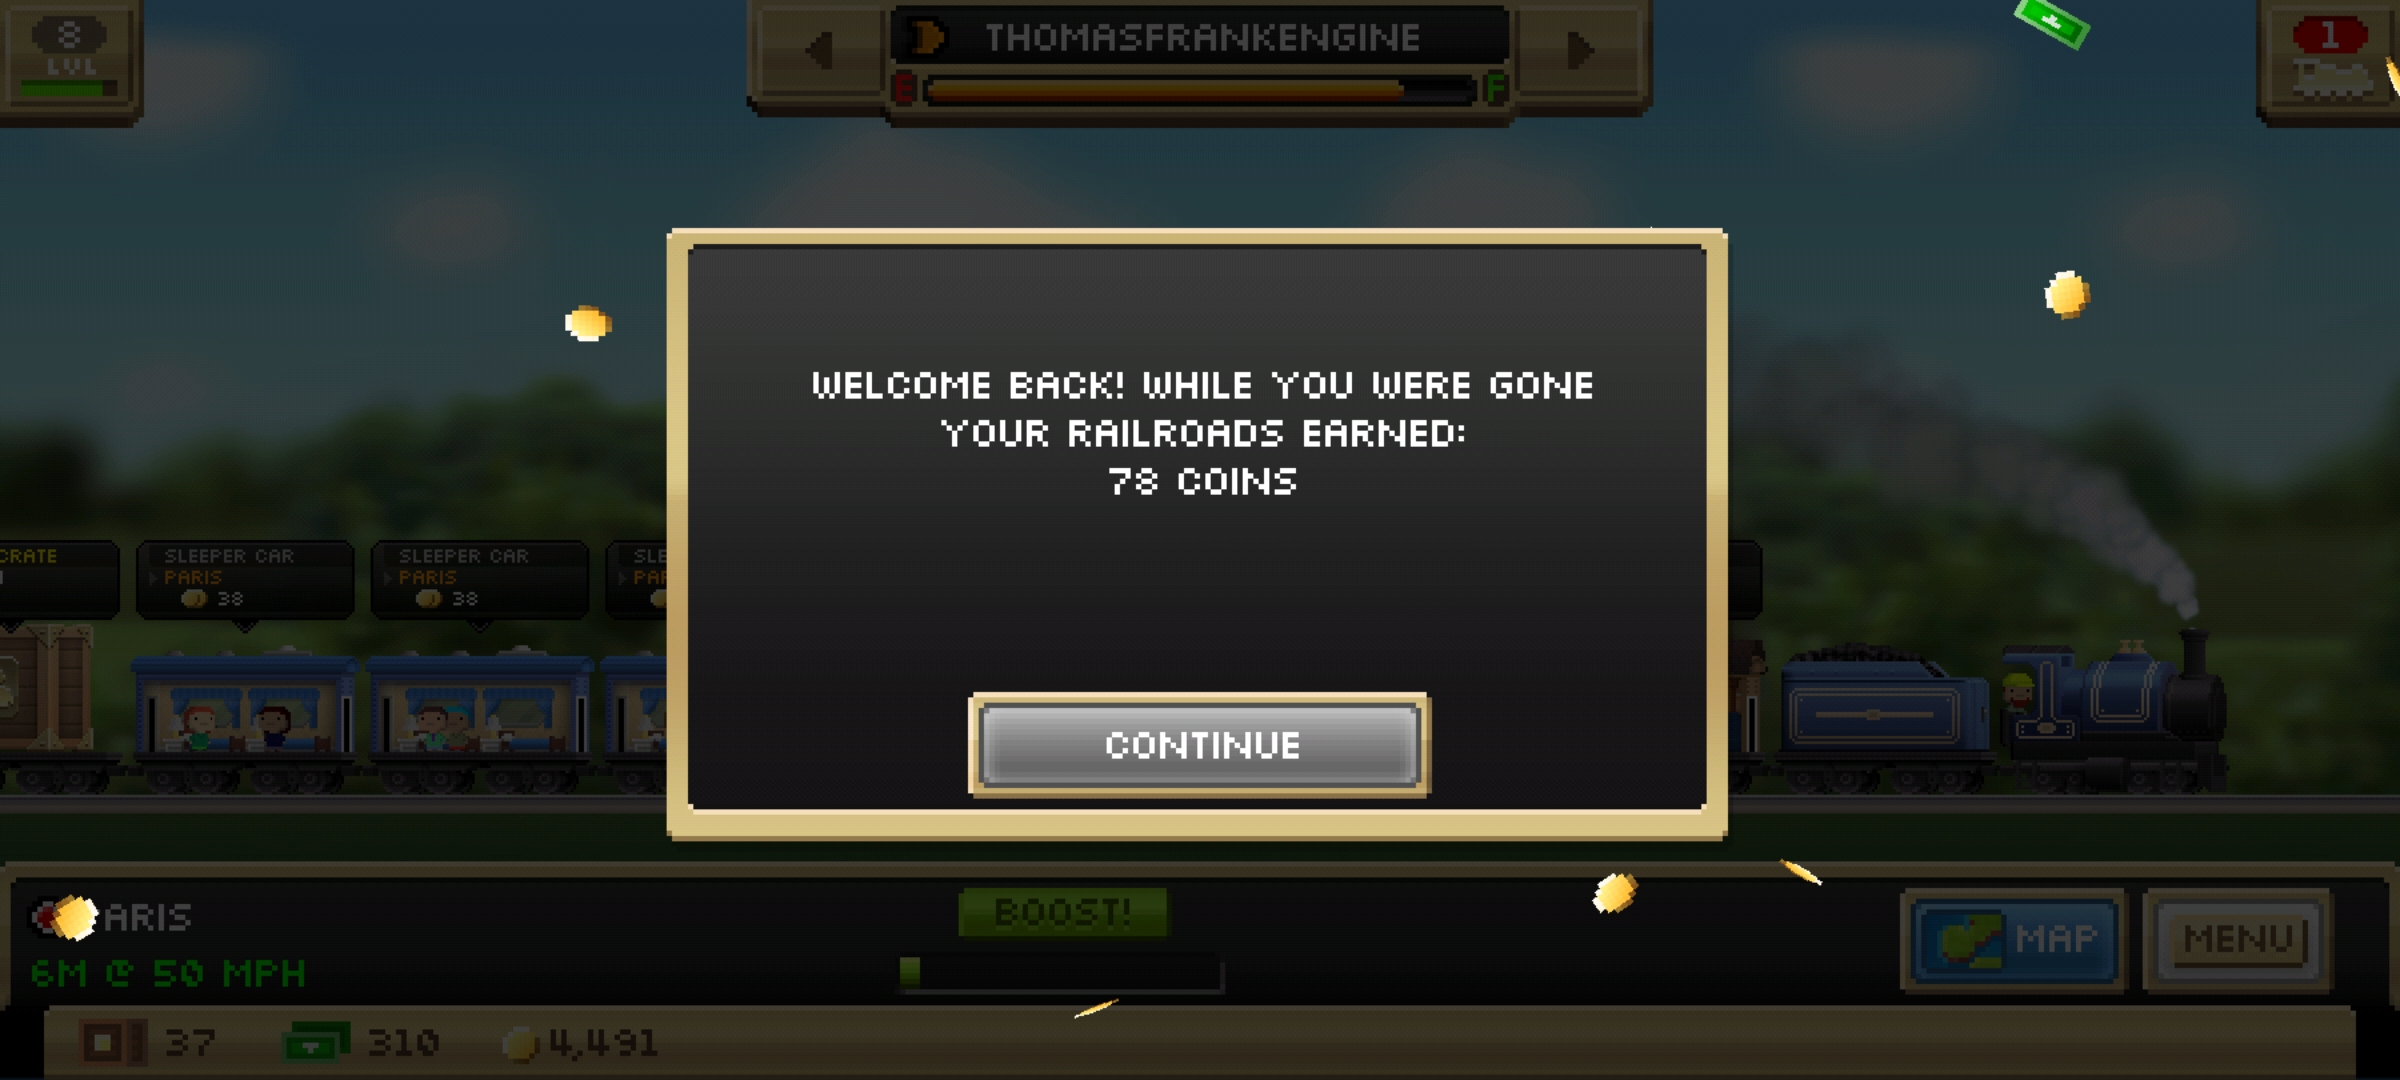 8
LVL
THOMASFRANKENGINE
E F
1
WELCOME BACK! WHILE YOU WERE GONE
YOUR RAILROADS EARNED:
78 COINS
CRATE
SLEEPER CAR
PARIS
38
SLEEPER CAR
PARIS
38
CONTINUE
ARIS
6M @ 50 MPH
BOOST!
MAP
MENU
37
310
4,491